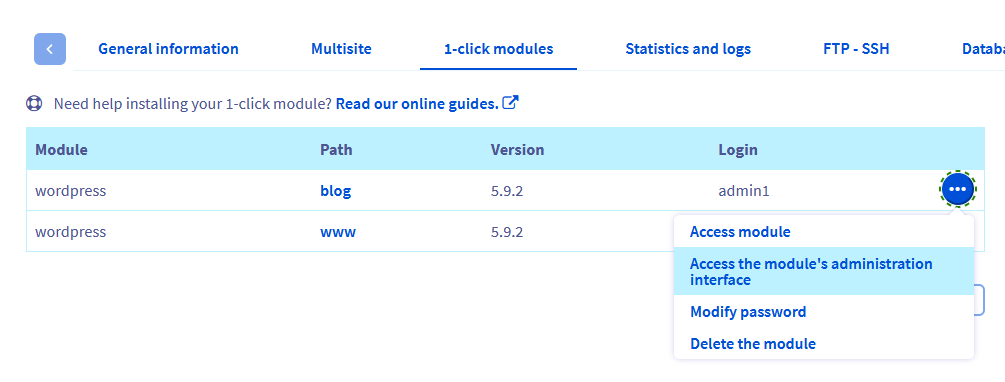 General information Multisite 1-click modules Statistics and logs FTP - SSH Datab
Need help installing your 1-click module? Read our online guides.
Module Path Version Login
wordpress blog 5.9.2 admin1
wordpress www 5.9.2
Access module
Access the module's administration
interface
Modify password
Delete the module